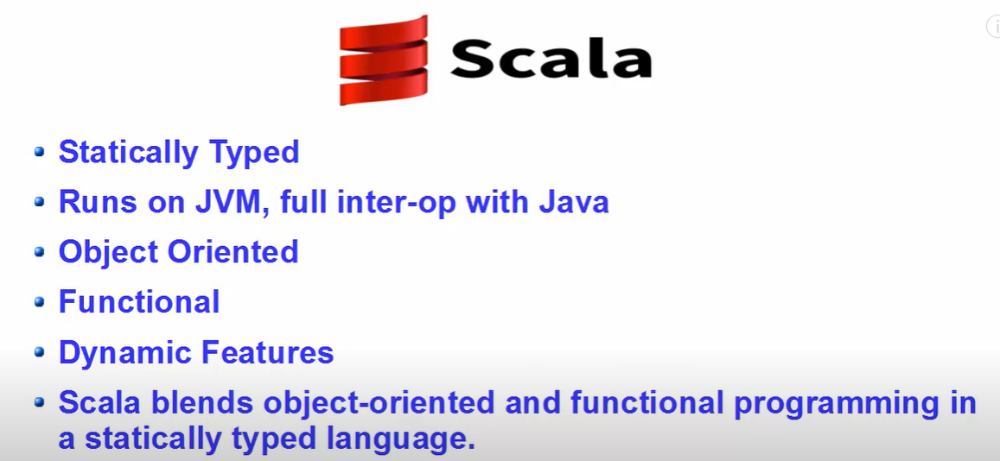 Scala
Statically Typed
Runs on JVM, full inter-op with Java
Object Oriented
Functional
Dynamic Features
Scala blends object-oriented and functional programming in
a statically typed language.